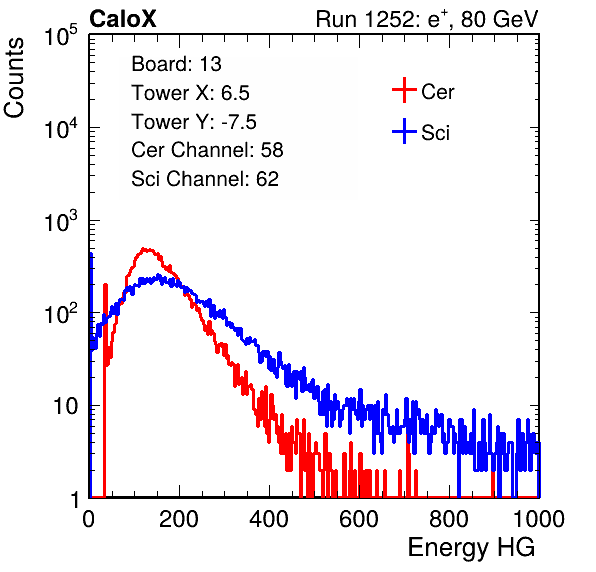 CaloX Run 1252: e⁺, 80 GeV
Counts
Board: 13
Tower X: 6.5
Tower Y: -7.5
Cer Channel: 58
Sci Channel: 62
Cer
Sci
10⁵
10⁴
10³
10²
10
1
0 200 400 600 800 1000
Energy HG